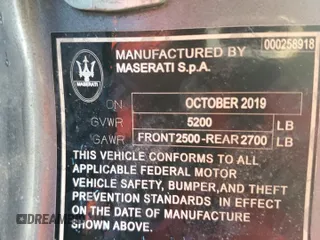 MANUFACTURED BY 000258918
MASERATI S.p.A.
MASERATI
ON OCTOBER 2019
GVWR 5200 LB
GAWR FRONT2500-REAR2700 LB
THIS VEHICLE CONFORMS TO ALL
APPLICABLE FEDERAL MOTOR
VEHICLE SAFETY, BUMPER,AND THEFT
PREVENTION STANDARDS IN EFFECT
ON THE DATE OF MANUFACTURE
SHOWN ABOVE.